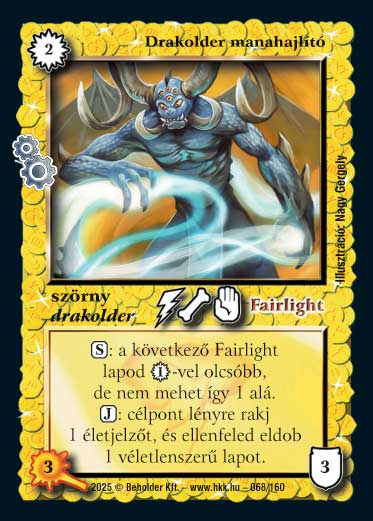 2
Drakolder manahajlító
Illusztráció: Nagy Gergely
szörny
drakolder
Fairlight
S: a következő Fairlight
lapod 1-vel olcsóbb,
de nem mehet így 1 alá.
J: célpont lényre rakj
1 életjelzőt, és ellenfeled eldob
1 véletlenszerű lapot.
3
3
2025 © Beholder Kft. – www.hkk.hu – 068/160